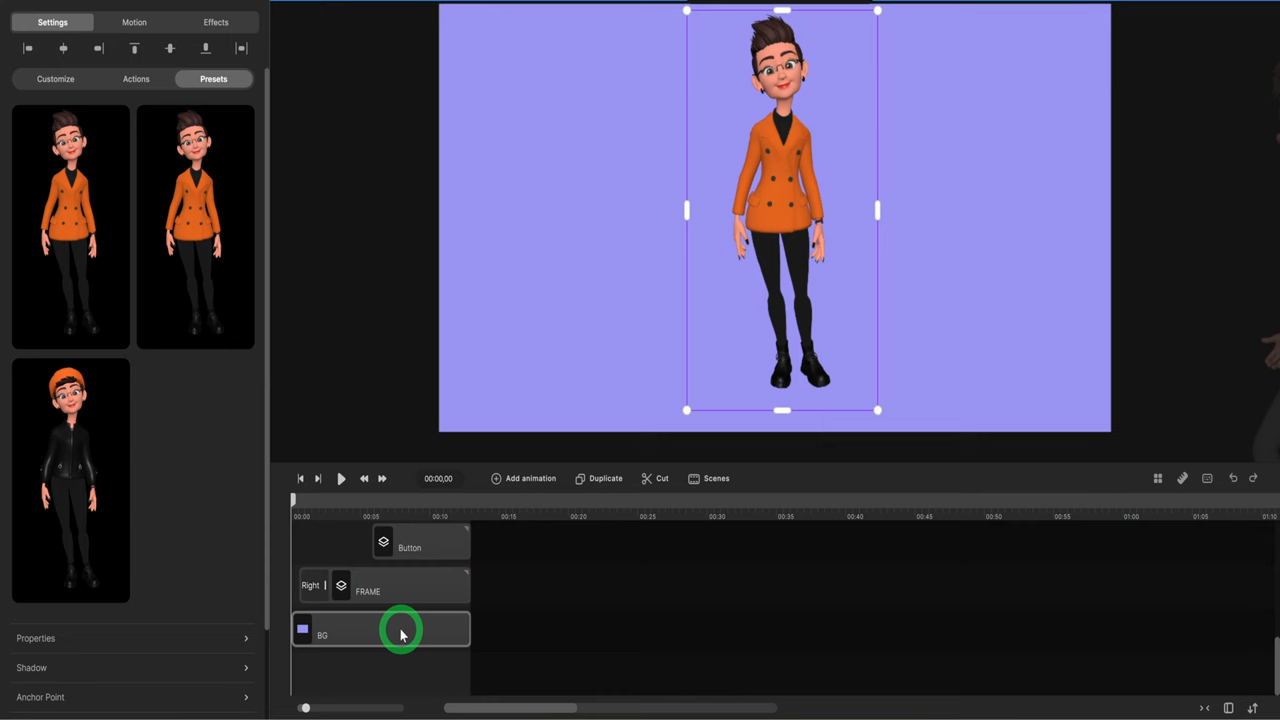 Settings Motion Effects
Customize Actions Presets
Properties
Shadow
Anchor Point
00:00,00 Add animation Duplicate Cut Scenes
00:00 00:05 00:10 00:15 00:20 00:25 00:30 00:35 00:40 00:45 00:50 00:55 01:00 01:05 01:10
Button
Right FRAME
BG